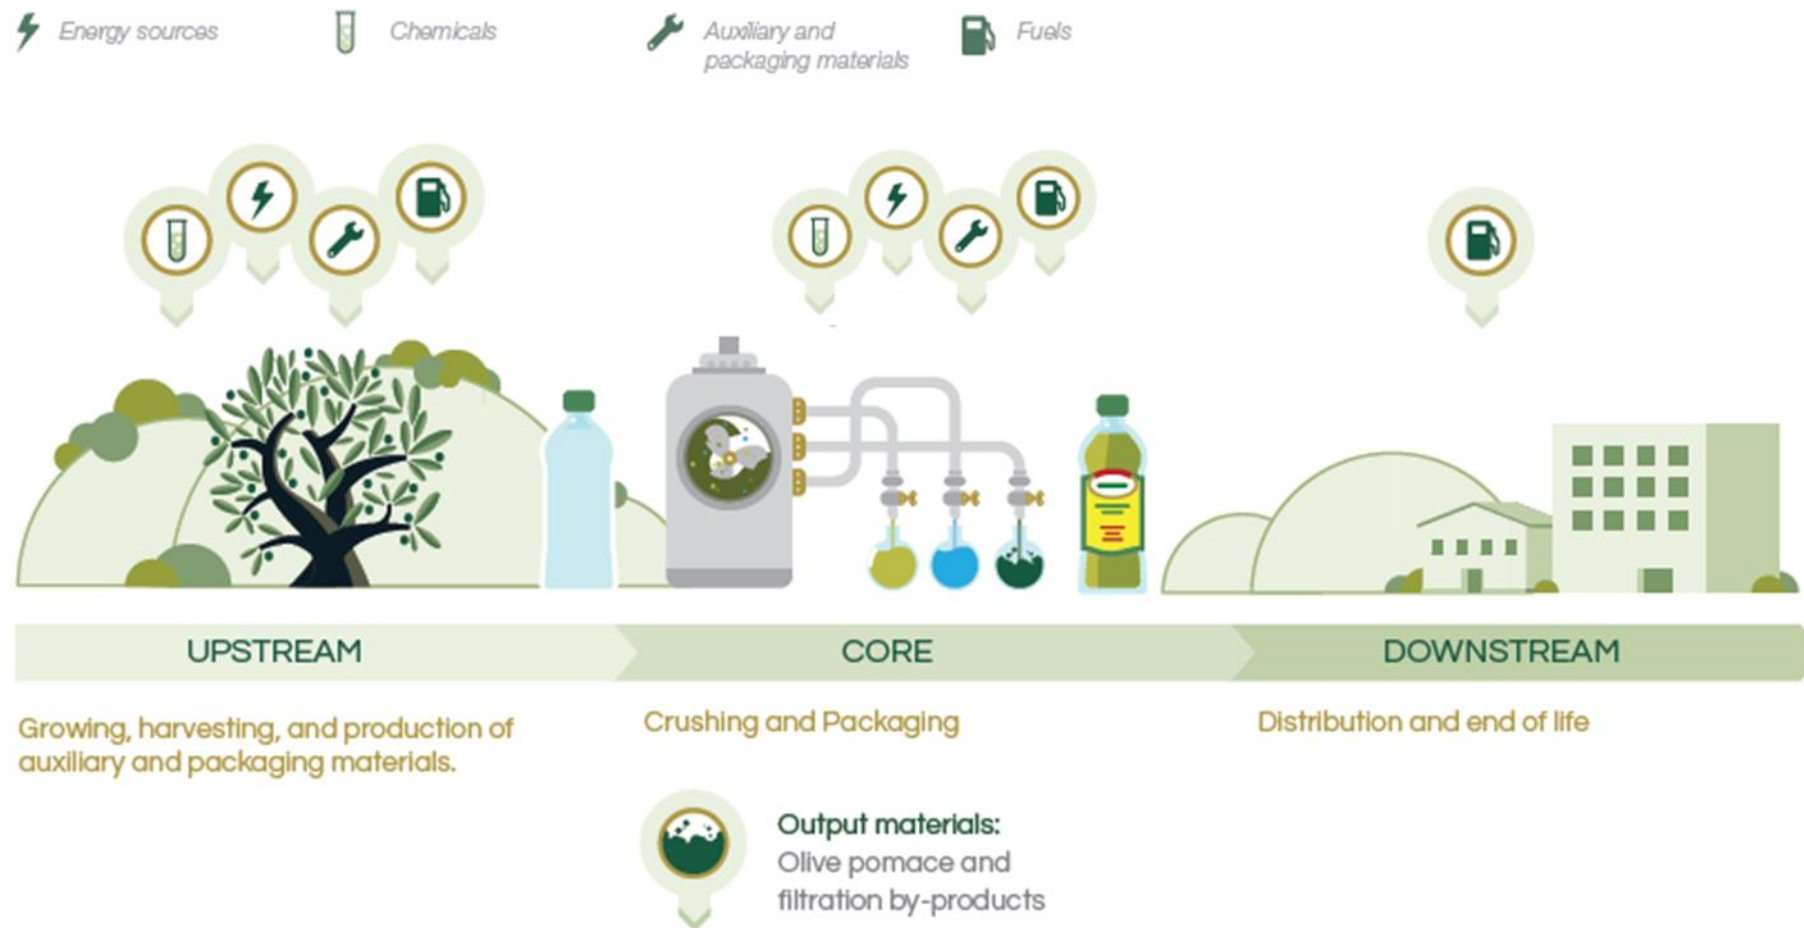 Energy sources
Chemicals
Auxiliary and
packaging materials
Fuels
UPSTREAM
CORE
DOWNSTREAM
Growing, harvesting, and production of
auxiliary and packaging materials.
Crushing and Packaging
Distribution and end of life
Output materials:
Olive pomace and
filtration by-products